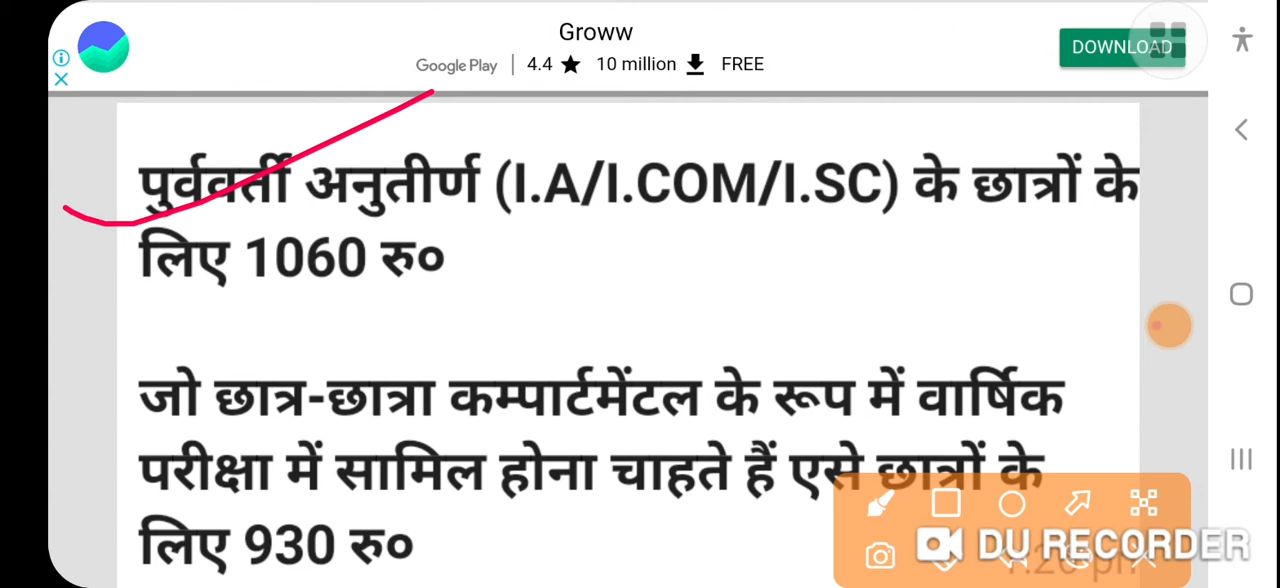 Groww
Google Play | 4.4 ★ 10 million FREE
DOWNLOAD
पुर्ववर्ती अनुतीर्ण (I.A/I.COM/I.SC) के छात्रों के
लिए 1060 रु०
जो छात्र-छात्रा कम्पार्टमेंटल के रूप में वार्षिक
परीक्षा में सामिल होना चाहते हैं एसे छात्रों के
लिए 930 रु०
DU RECORDER